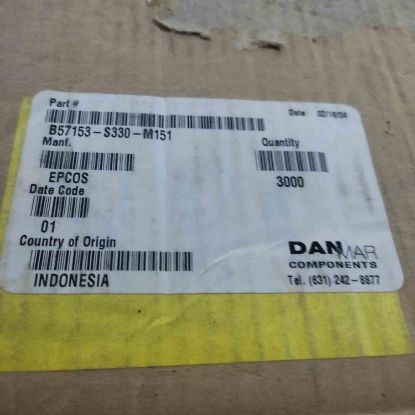 Part # Date 02/18/04
B57153-S330-M151
Manf. Quantity
EPCOS 3000
Date Code
01
Country of Origin
INDONESIA
DANMAR
COMPONENTS
Tel. (631) 242-6877